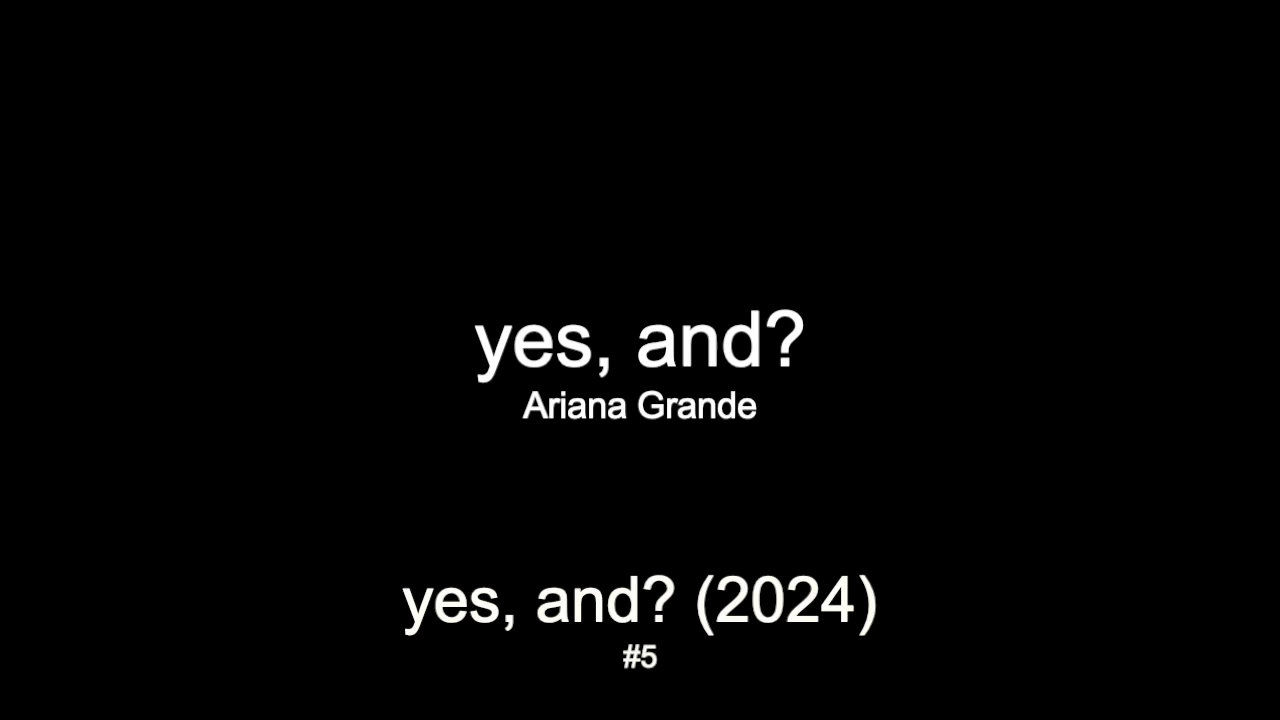 yes, and?
Ariana Grande
yes, and? (2024)
#5